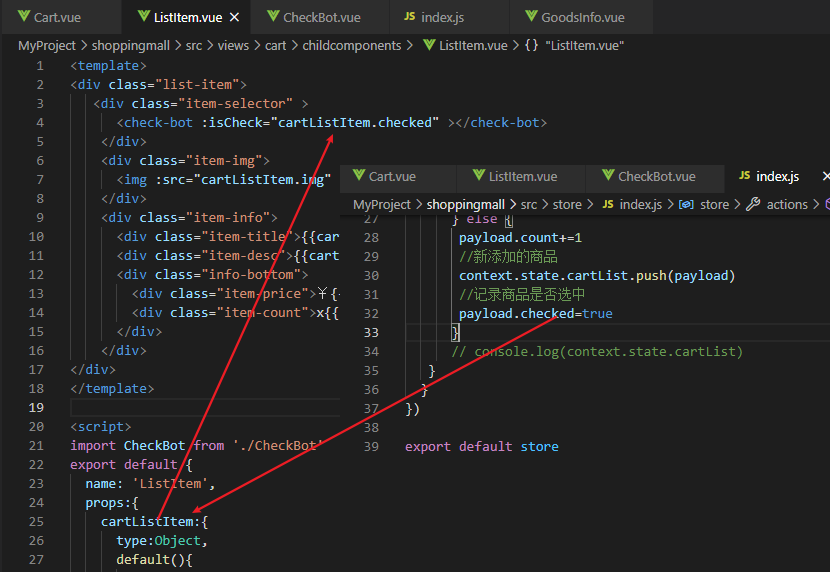 Cart.vue
ListItem.vue
CheckBot.vue
JS index.js
GoodsInfo.vue
MyProject > shoppingmall > src > views > cart > childcomponents > ListItem.vue > {} "ListItem.vue"
1 <template>
2 <div class="list-item">
3 <div class="item-selector" >
4 <check-bot :isCheck="cartListItem.checked" ></check-bot>
5 </div>
6 <div class="item-img">
7 <img :src="cartListItem.img"
8 </div>
9 <div class="item-info">
10 <div class="item-title">{{cart
11 <div class="item-desc">{{cart
12 <div class="info-bottom">
13 <div class="item-price">￥{
14 <div class="item-count">x{{
15 </div>
16 </div>
17 </div>
18 </template>
19
20 <script>
21 import CheckBot from './CheckBot'
22 export default {
23 name: 'ListItem',
24 props:{
25 cartListItem:{
26 type:Object,
27 default(){
Cart.vue
ListItem.vue
CheckBot.vue
JS index.js
MyProject > shoppingmall > src > store > JS index.js > store > actions >
27 } else {
28 payload.count+=1
29 //新添加的商品
30 context.state.cartList.push(payload)
31 //记录商品是否选中
32 payload.checked=true
33 }
34 // console.log(context.state.cartList)
35 }
36 }
37 })
38
39 export default store